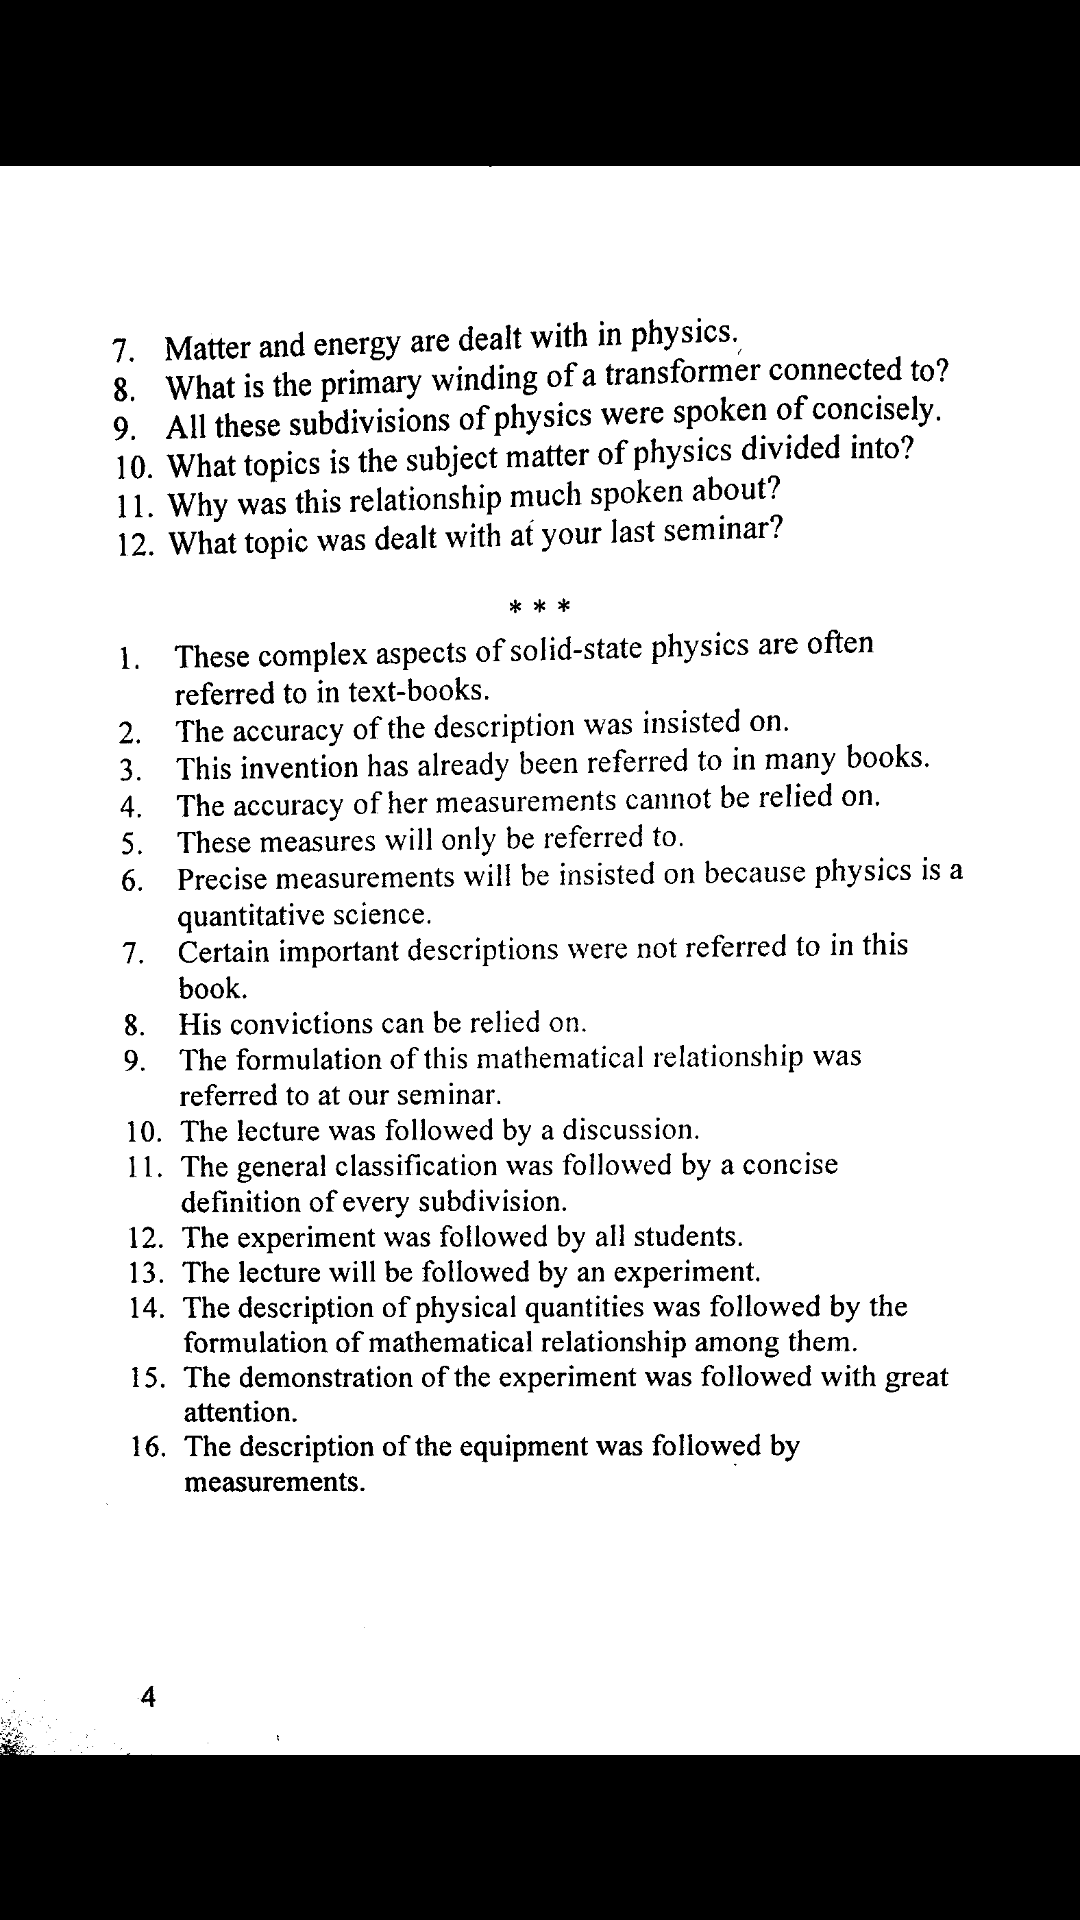 7. Matter and energy are dealt with in physics.
8. What is the primary winding of a transformer connected to?
9. All these subdivisions of physics were spoken of concisely.
10. What topics is the subject matter of physics divided into?
11. Why was this relationship much spoken about?
12. What topic was dealt with at your last seminar?
* * *
1. These complex aspects of solid-state physics are often
referred to in text-books.
2. The accuracy of the description was insisted on.
3. This invention has already been referred to in many books.
4. The accuracy of her measurements cannot be relied on.
5. These measures will only be referred to.
6. Precise measurements will be insisted on because physics is a
quantitative science.
7. Certain important descriptions were not referred to in this
book.
8. His convictions can be relied on.
9. The formulation of this mathematical relationship was
referred to at our seminar.
10. The lecture was followed by a discussion.
11. The general classification was followed by a concise
definition of every subdivision.
12. The experiment was followed by all students.
13. The lecture will be followed by an experiment.
14. The description of physical quantities was followed by the
formulation of mathematical relationship among them.
15. The demonstration of the experiment was followed with great
attention.
16. The description of the equipment was followed by
measurements.
4